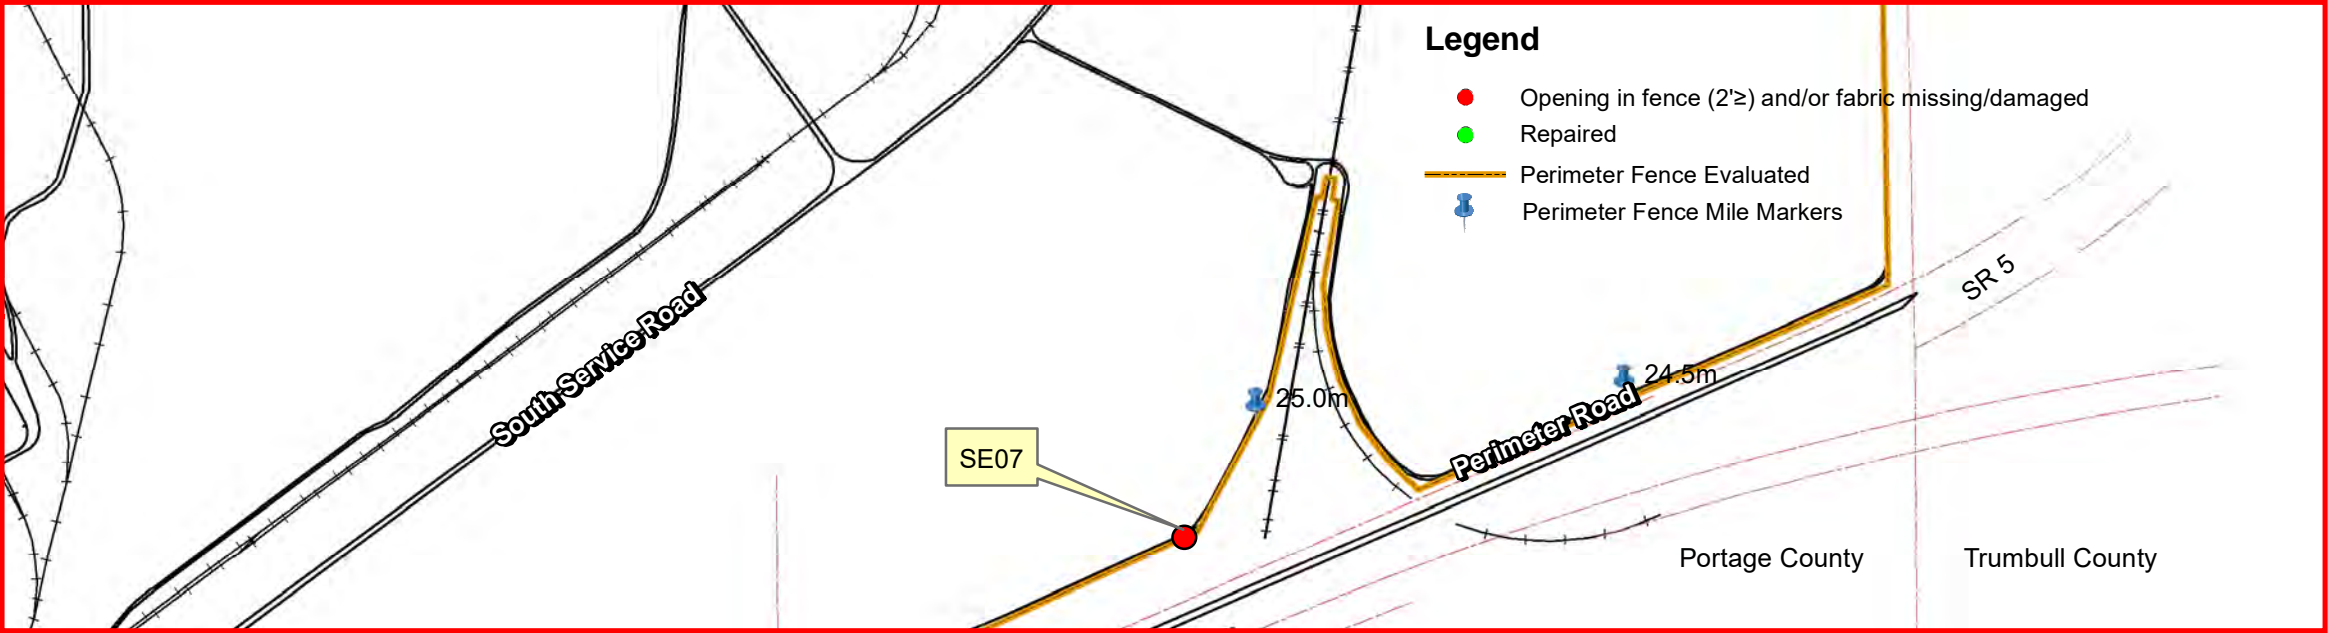 Legend
Opening in fence (2'≥) and/or fabric missing/damaged
Repaired
Perimeter Fence Evaluated
Perimeter Fence Mile Markers
SR 5
South Service Road
24.5m
25.0m
Perimeter Road
SE07
Portage County
Trumbull County